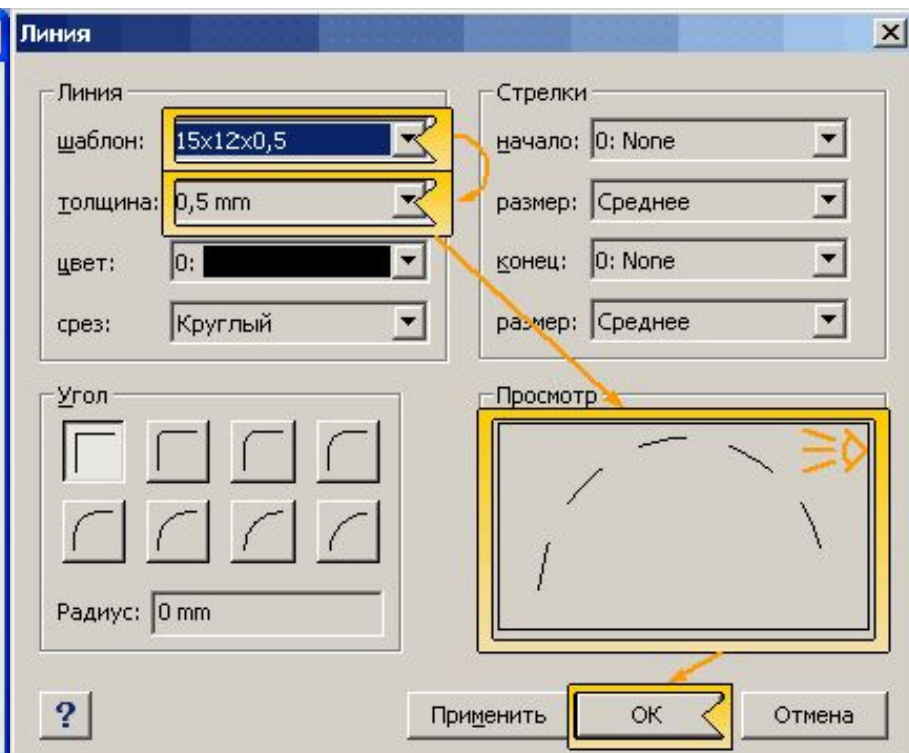 Линия
Линия
шаблон: 15x12x0,5
толщина: 0,5 mm
цвет: 0:
срез: Круглый
Стрелки
начало: 0: None
размер: Среднее
конец: 0: None
размер: Среднее
Угол
Радиус: 0 mm
Просмотр
? Применить OK Отмена